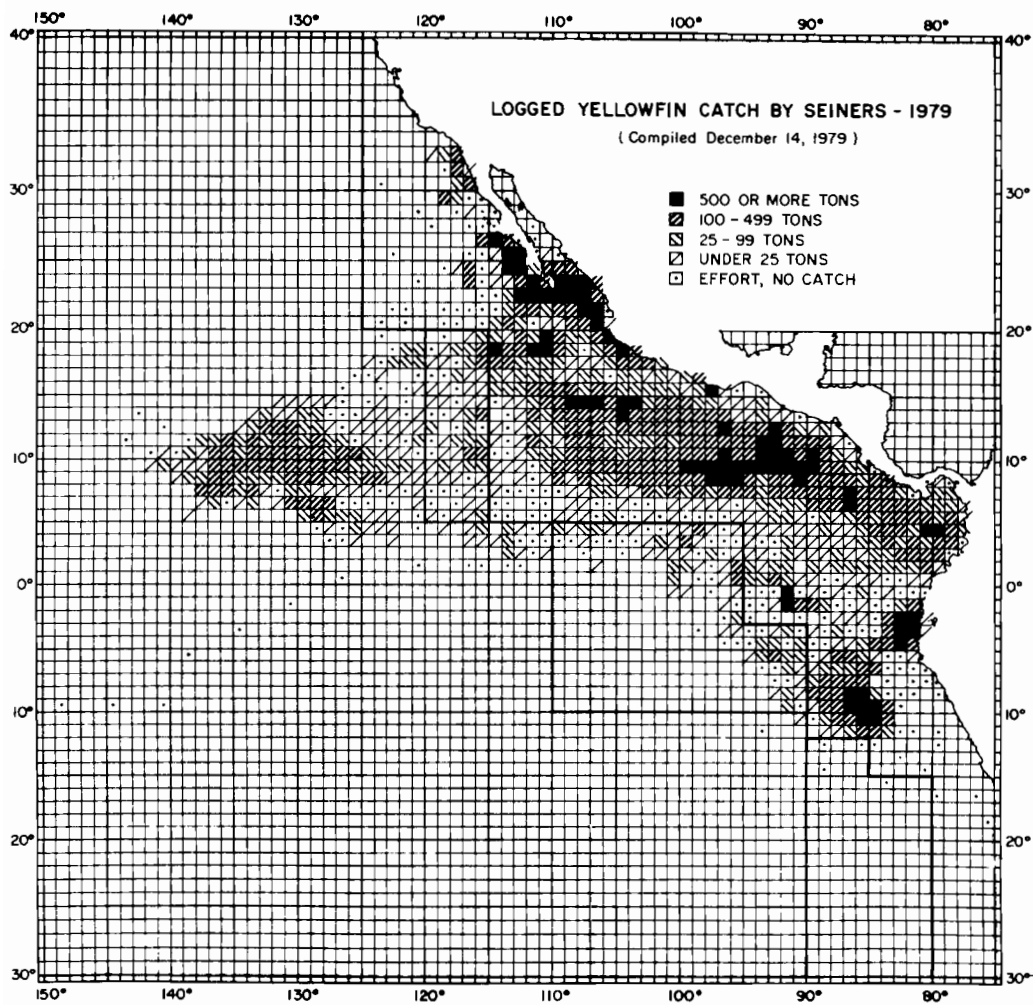 150° 140° 130° 120° 110° 100° 90° 80°
40° 40°
LOGGED YELLOWFIN CATCH BY SEINERS - 1979
( Compiled December 14, 1979 )
30° 30°
500 OR MORE TONS
100 - 499 TONS
25 - 99 TONS
UNDER 25 TONS
EFFORT, NO CATCH
20° 20°
10° 10°
0° 0°
10° 10°
20° 20°
30° 30°
150° 140° 130° 120° 110° 100° 90° 80°